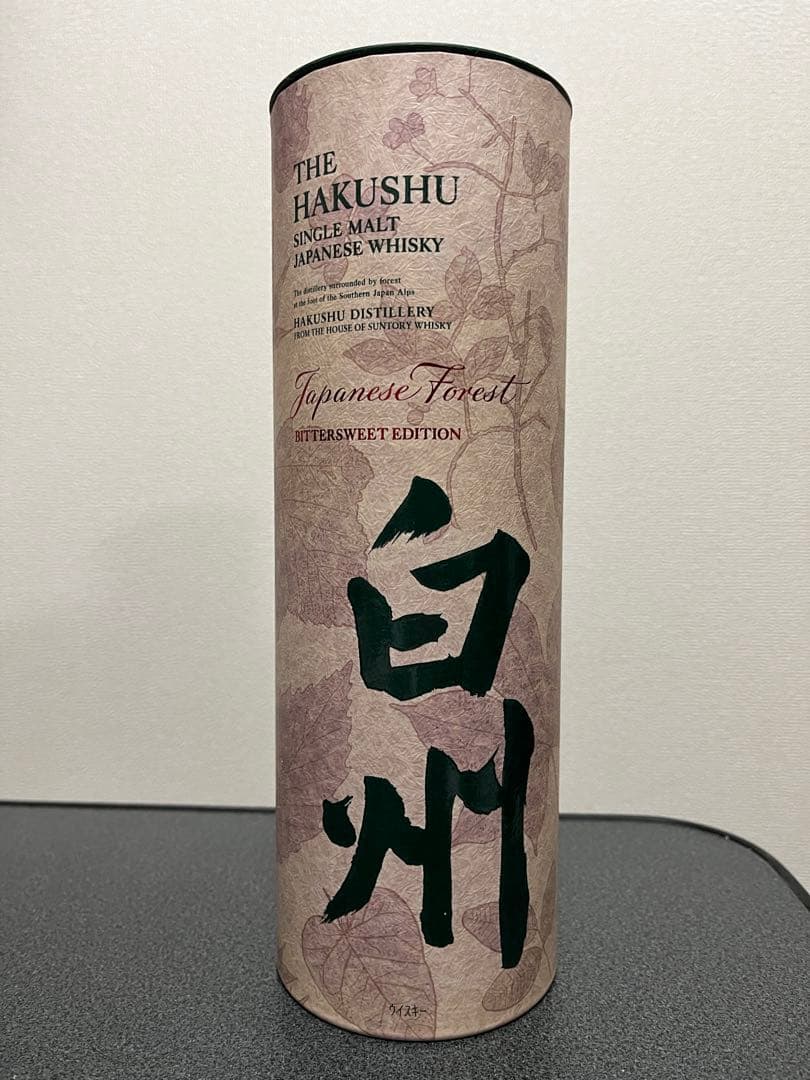 THE
HAKUSHU
SINGLE MALT
JAPANESE WHISKY
The distillery surrounded by forest
at the foot of the Southern Japan Alps
HAKUSHU DISTILLERY
FROM THE HOUSE OF SUNTORY WHISKY
Japanese Forest
BITTERSWEET EDITION
白
州
ウイスキー